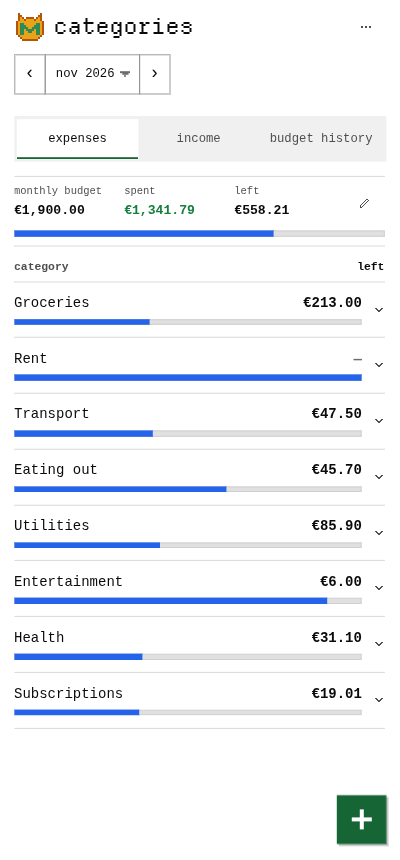 categories
...
nov 2026
expenses income budget history
monthly budget spent left
€1,900.00 €1,341.79 €558.21
category left
Groceries €213.00
Rent —
Transport €47.50
Eating out €45.70
Utilities €85.90
Entertainment €6.00
Health €31.10
Subscriptions €19.01
+